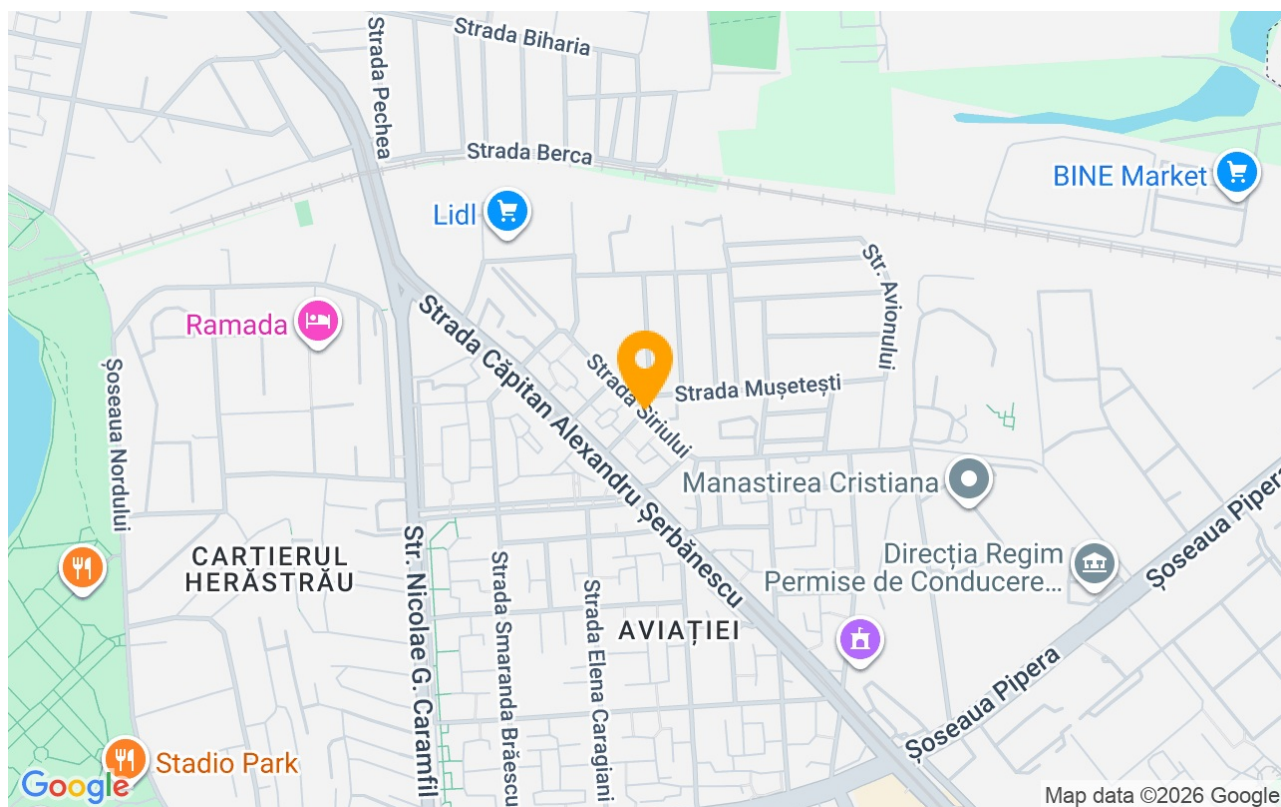 Strada Biharia
Strada Pechea
Strada Berca
BINE Market
Lidl
Str. Avionului
Ramada
Strada Căpitan Alexandru Șerbănescu
Șoseaua Nordului
Strada Siriului
Strada Mușetești
Manastirea Cristiana
Șoseaua Pipera
CARTIERUL
HERĂSTRĂU
Str. Nicolae G. Caramfil
Direcția Regim
Permise de Conducere...
Strada Smaranda Brăescu
Strada Elena Caragiani
AVIAȚIEI
Șoseaua Pipera
Stadio Park
Google
Map data ©2026 Google